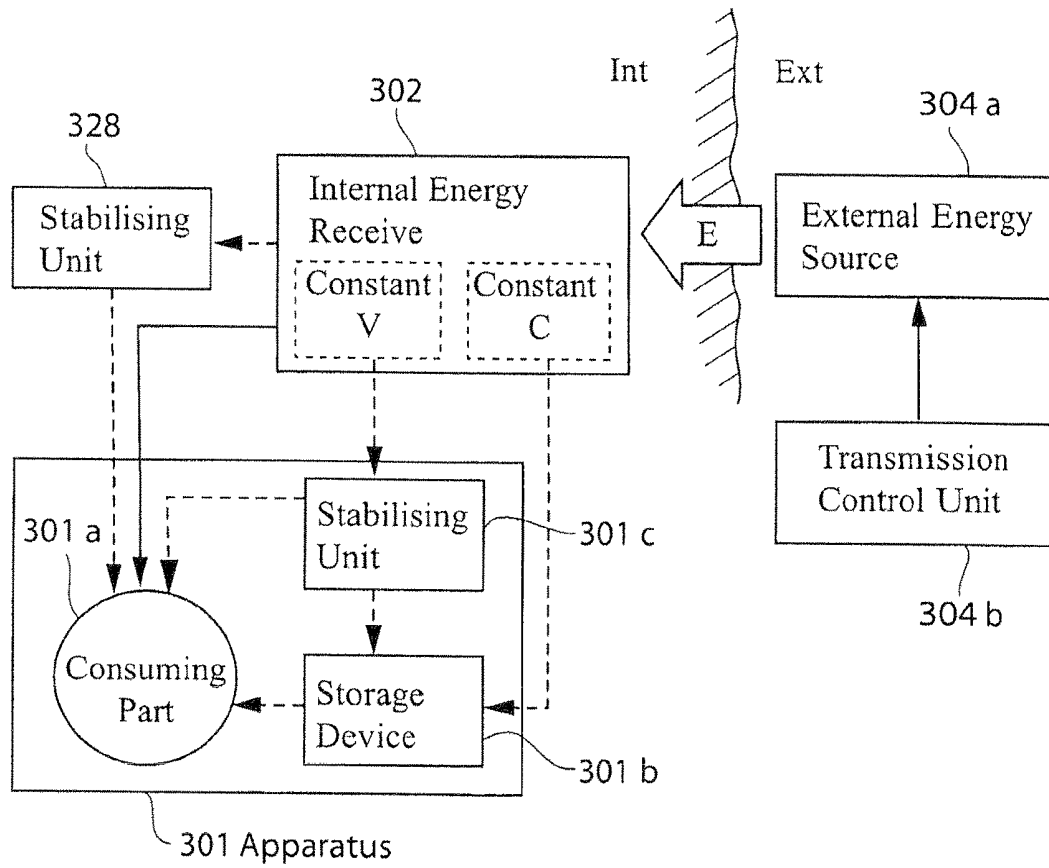 Int
Ext
302
304 a
328
Internal Energy
Receive
Constant
V
Constant
C
E
External Energy
Source
Stabilising
Unit
Transmission
Control Unit
304 b
301 a
Stabilising
Unit
301 c
Consuming
Part
Storage
Device
301 b
301 Apparatus